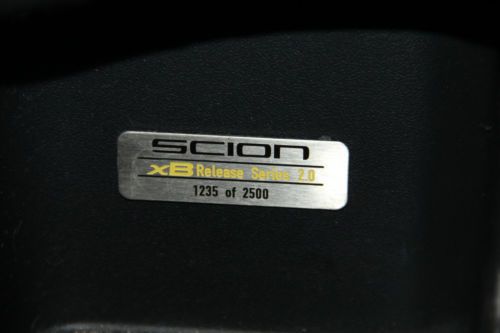 SCION
xB Release Series 2.0
1235 of 2500